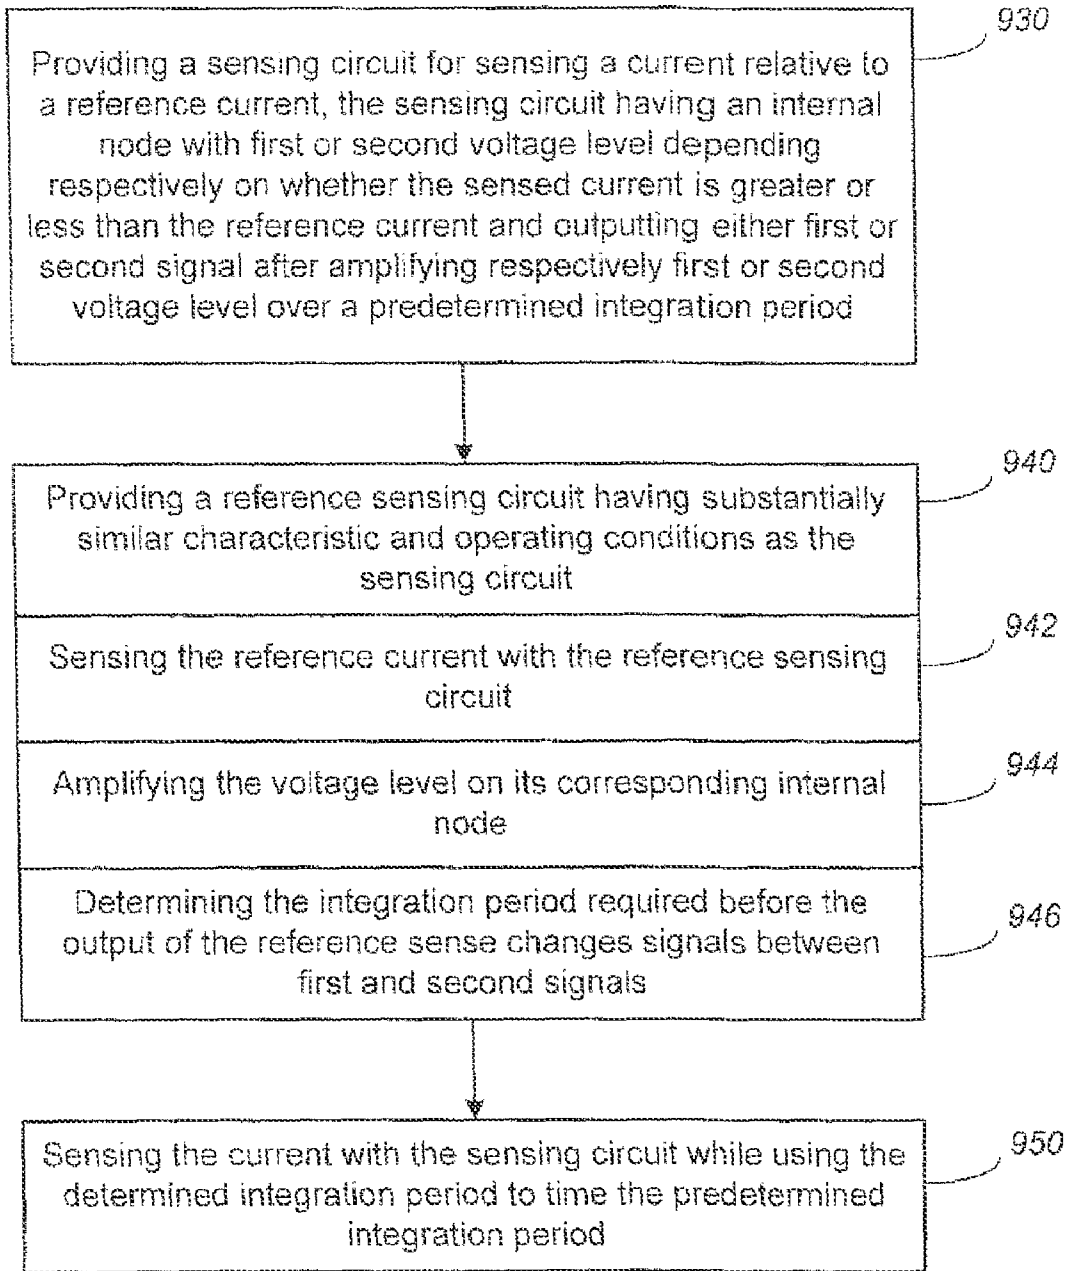 930
Providing a sensing circuit for sensing a current relative to
a reference current, the sensing circuit having an internal
node with first or second voltage level depending
respectively on whether the sensed current is greater or
less than the reference current and outputting either first or
second signal after amplifying respectively first or second
voltage level over a predetermined integration period
940
Providing a reference sensing circuit having substantially
similar characteristic and operating conditions as the
sensing circuit
942
Sensing the reference current with the reference sensing
circuit
944
Amplifying the voltage level on its corresponding internal
node
946
Determining the integration period required before the
output of the reference sense changes signals between
first and second signals
950
Sensing the current with the sensing circuit while using the
determined integration period to time the predetermined
integration period